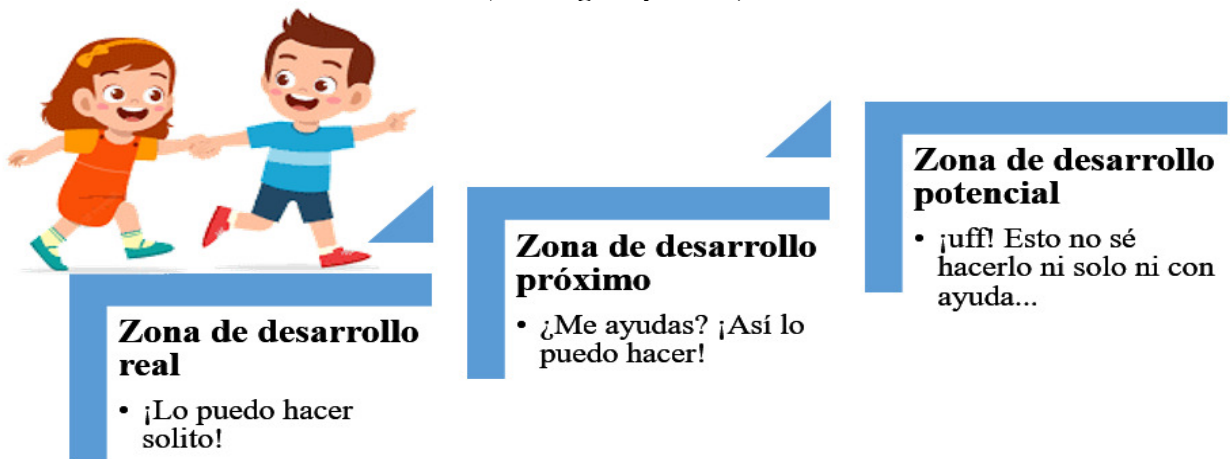 Zona de desarrollo
real
• ¡Lo puedo hacer
solito!
Zona de desarrollo
próximo
• ¿Me ayudas? ¡Así lo
puedo hacer!
Zona de desarrollo
potencial
• ¡uff! Esto no sé
hacerlo ni solo ni con
ayuda...